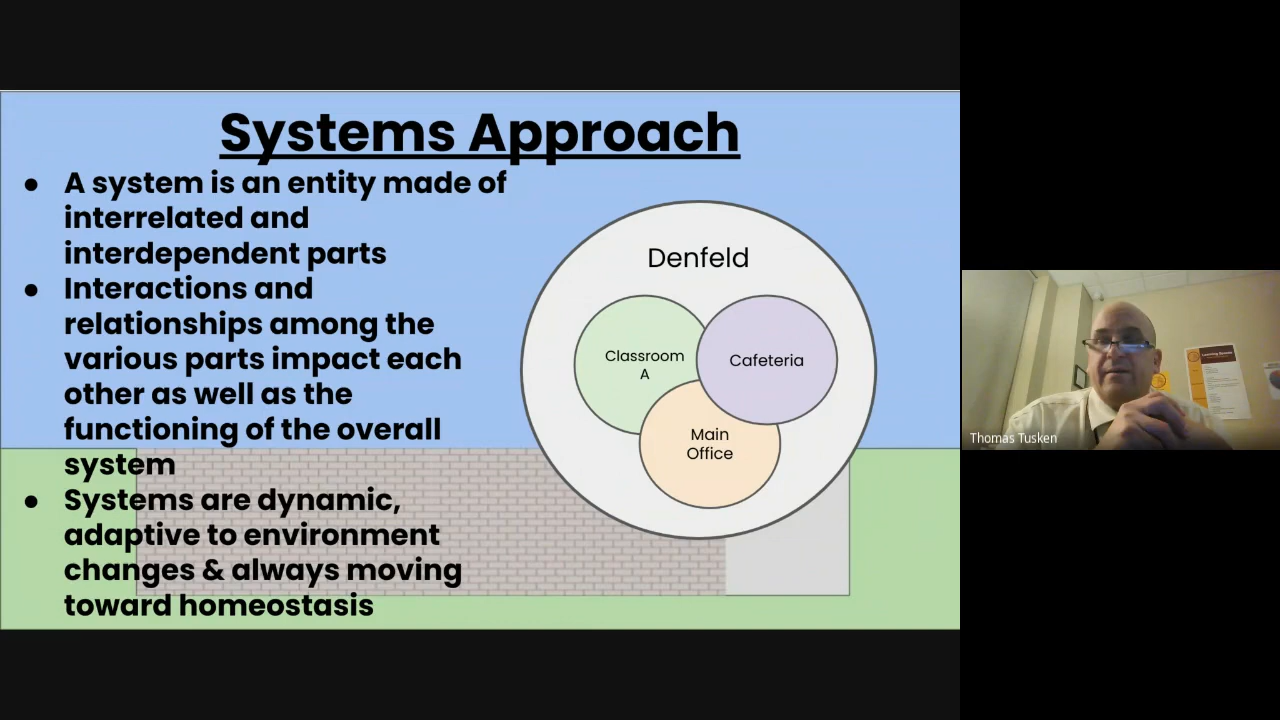 Systems Approach
● A system is an entity made of
interrelated and
interdependent parts
● Interactions and
relationships among the
various parts impact each
other as well as the
functioning of the overall
system
● Systems are dynamic,
adaptive to environment
changes & always moving
toward homeostasis
Denfeld
Classroom
A
Cafeteria
Main
Office
Thomas Tusken